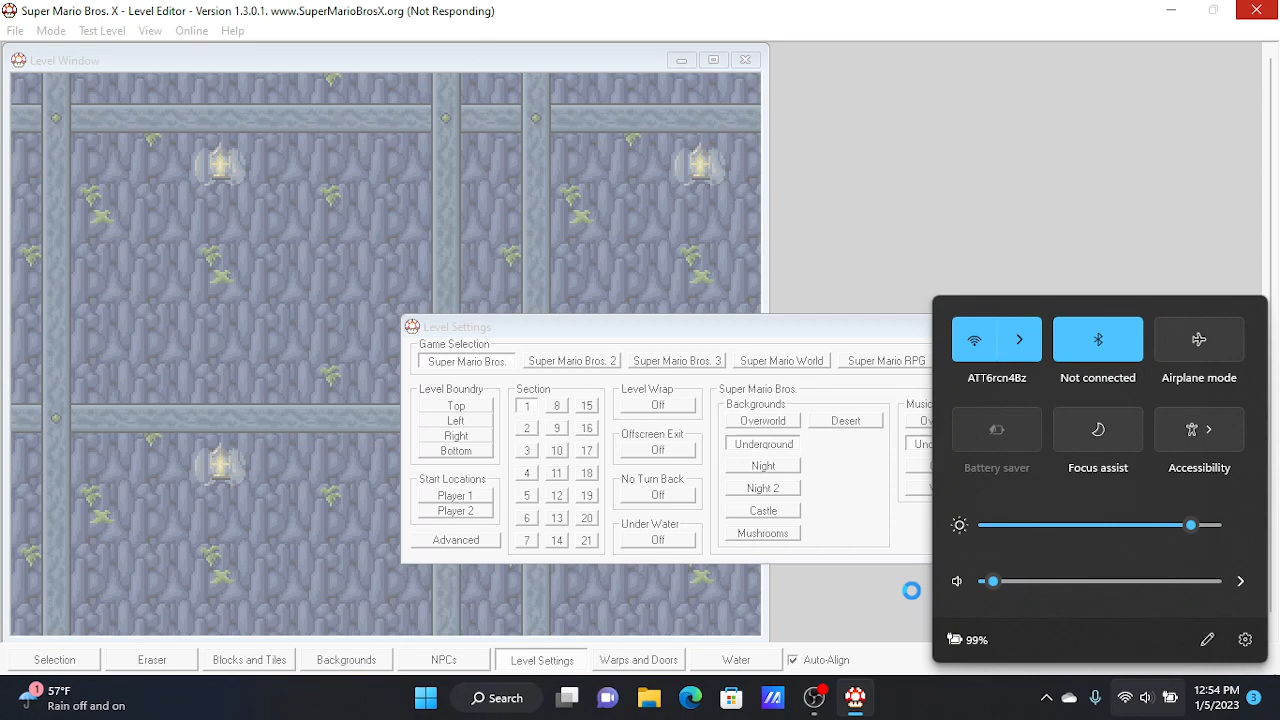 Super Mario Bros. X - Level Editor - Version 1.3.0.1. www.SuperMarioBrosX.org (Not Responding)
File Mode Test Level View Online Help
Level Window
Level Settings
Game Selection
Super Mario Bros. Super Mario Bros. 2 Super Mario Bros. 3 Super Mario World Super Mario RPG
Level Boundry
Top
Left
Right
Bottom
Start Locations
Player 1
Player 2
Advanced
Section
1 8 15
2 9 16
3 10 17
4 11 18
5 12 19
6 13 20
7 14 21
Level Wrap
Off
Offscreen Exit
Off
No Turn Back
Off
Under Water
Off
Super Mario Bros.
Backgrounds
Overworld Desert
Underground
Night
Night 2
Castle
Mushrooms
ATT6rcn4Bz Not connected Airplane mode
Battery saver Focus assist Accessibility
99%
Selection Eraser Blocks and Tiles Backgrounds NPCs Level Settings Warps and Doors Water Auto-Align
1
57°F
Rain off and on
Search
12:54 PM
1/5/2023
3